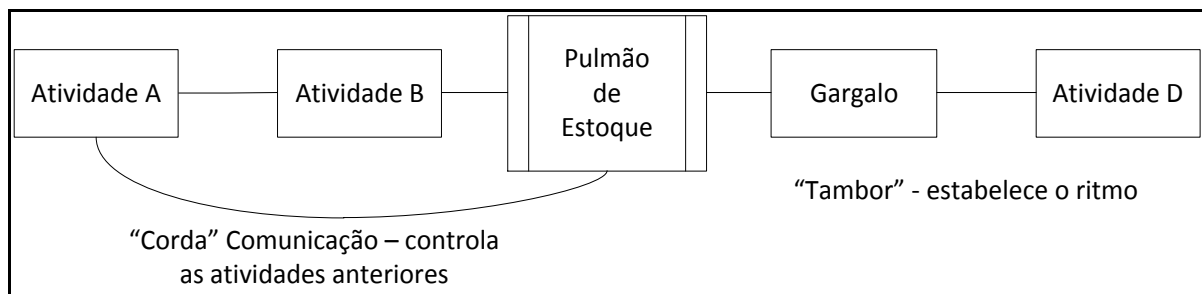 Atividade A
Atividade B
Pulmão
de
Estoque
Gargalo
Atividade D
“Tambor” - estabelece o ritmo
“Corda” Comunicação – controla
as atividades anteriores